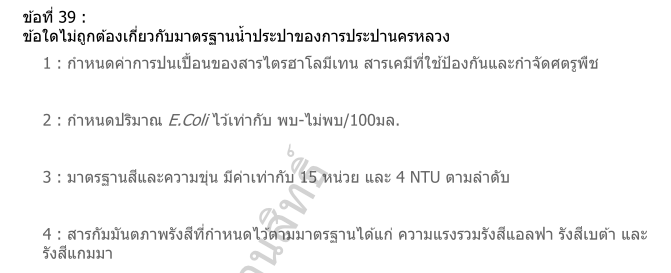 ข้อที่ 39 :
ข้อใดไม่ถูกต้องเกี่ยวกับมาตรฐานน้ำประปาของการประปานครหลวง
1 : กำหนดค่าการปนเปื้อนของสารไตรฮาโลมีเทน สารเคมีที่ใช้ป้องกันและกำจัดศตรูพืช
2 : กำหนดปริมาณ E.Coli ไว้เท่ากับ พบ-ไม่พบ/100มล.
3 : มาตรฐานสีและความขุ่น มีค่าเท่ากับ 15 หน่วย และ 4 NTU ตามลำดับ
4 : สารกัมมันตภาพรังสีที่กำหนดไว้ตามมาตรฐานได้แก่ ความแรงรวมรังสีแอลฟา รังสีเบต้า และ
รังสีแกมมา